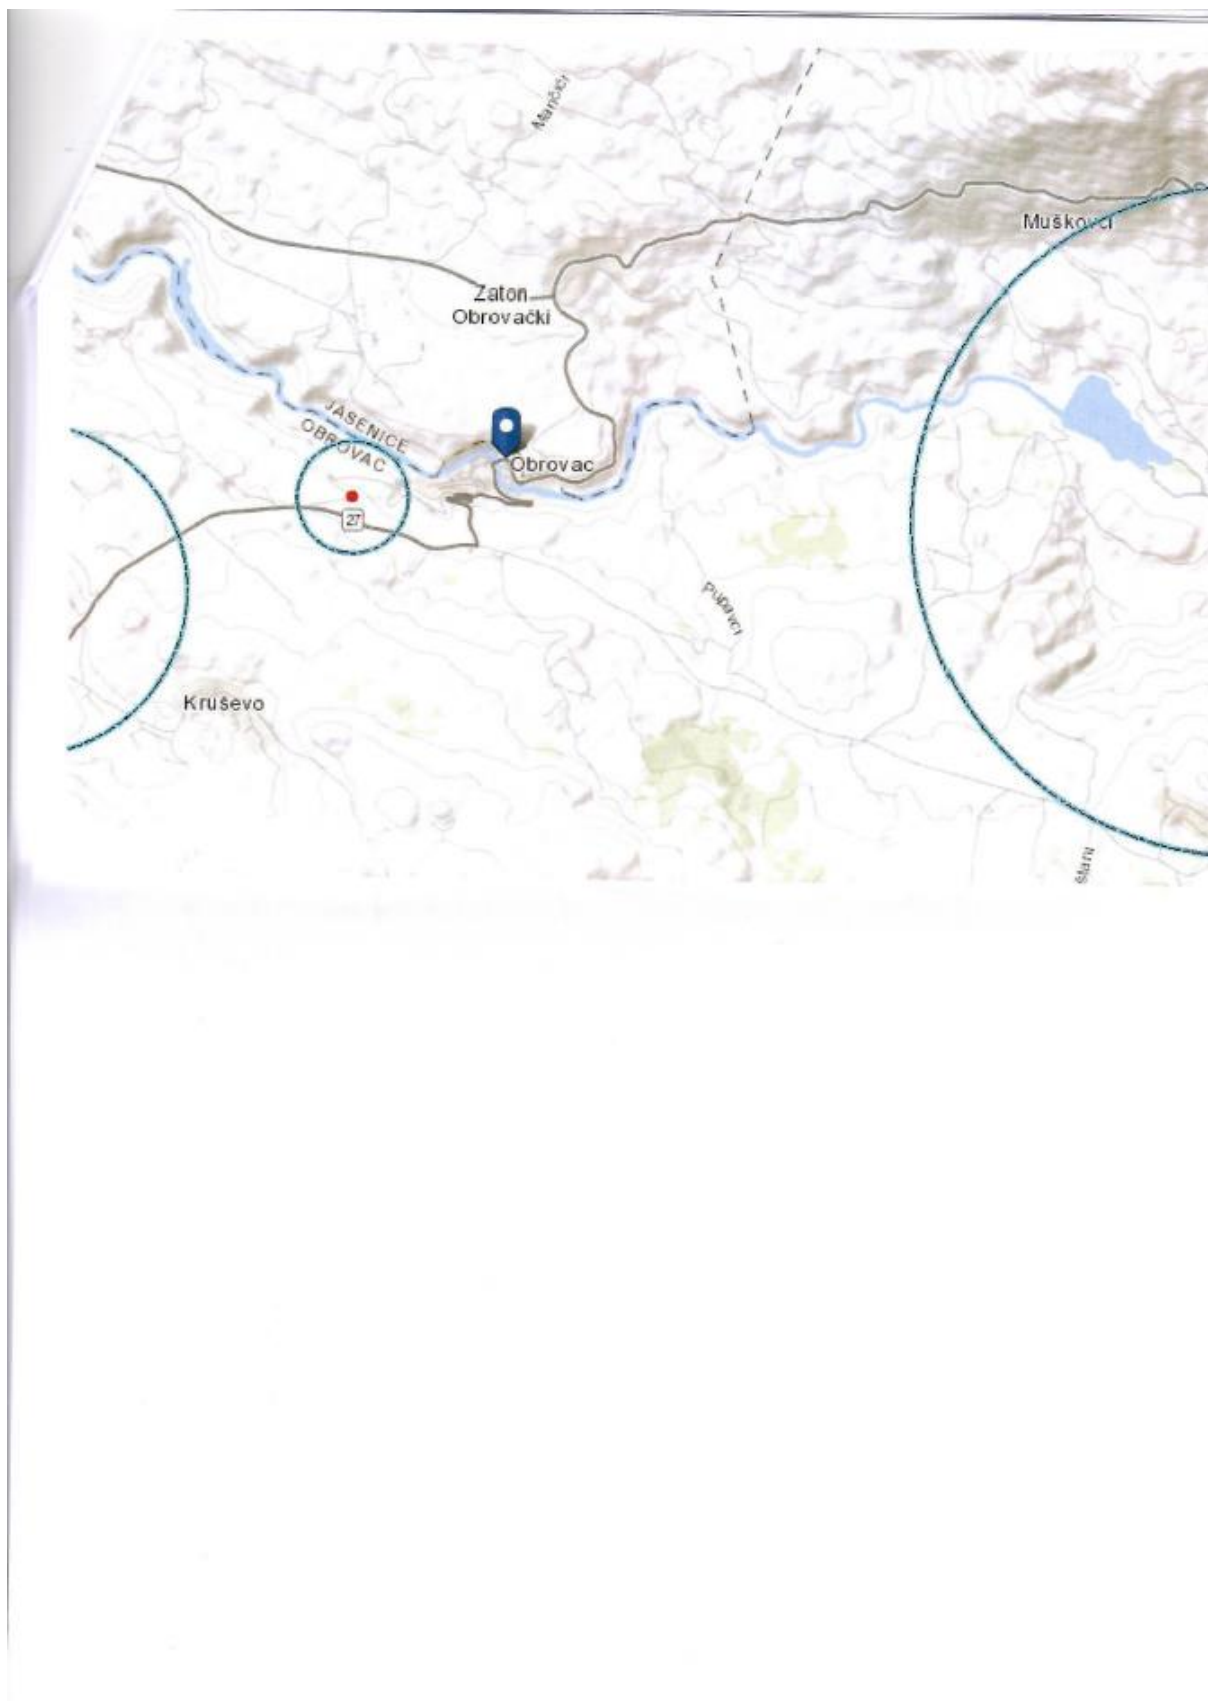 Mančići
Muškovci
Zaton
Obrovački
JASENICE
OBROVAC
Obrovac
27
Pupavci
Kruševo